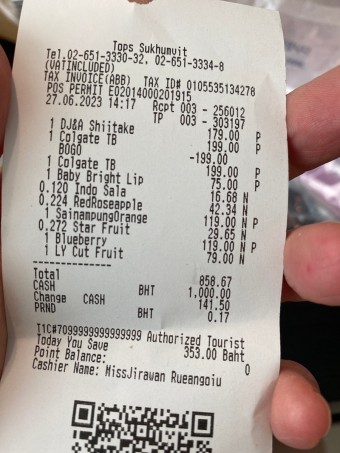 Tops Sukhumvit
Tel.02-651-3330-32, 02-651-3334-8
(VATINCLUDED)
TAX INVOICE(ABB) TAX ID# 0105535134278
POS PERMIT E02014000201915
27.06.2023 14:17 Rcpt 003 - 256012
TP 003 - 303197
1 DJ&A Shiitake 179.00 P
1 Colgate TB 199.00 P
BOGO -199.00
1 Colgate TB 199.00 P
1 Baby Bright Lip 75.00 P
0.120 Indo Sala 16.68 N
0.224 RedRoseapple 42.34 N
1 SainampungOrange 119.00 N P
0.272 Star Fruit 29.65 N
1 Blueberry 119.00 N P
1 LY Cut Fruit 79.00 N
Total 858.67
CASH BHT 1,000.00
Change CASH 141.50
PRND BHT 0.17
T1C#7099999999999999 Authorized Tourist
Today You Save 353.00 Baht
Point Balance: 0
Cashier Name: MissJirawan Rueangoiu